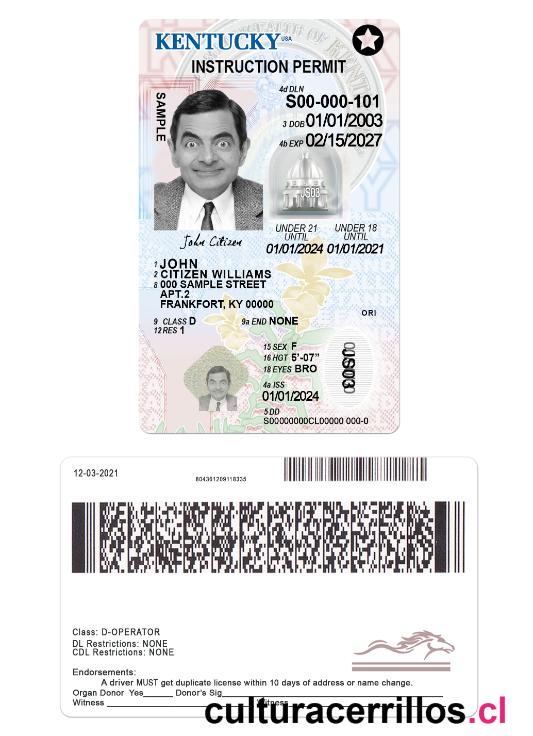 KENTUCKY USA
INSTRUCTION PERMIT
SAMPLE
4d DLN
S00-000-101
3 DOB 01/01/2003
4b EXP 02/15/2027
JS03
UNDER 21 UNDER 18
UNTIL UNTIL
01/01/2024 01/01/2021
John Citizen
1 JOHN
2 CITIZEN WILLIAMS
8 000 SAMPLE STREET
APT.2
FRANKFORT, KY 00000
ORI
9 CLASS D 9a END NONE
12 RES 1
15 SEX F
16 HGT 5'-07"
18 EYES BRO
JS03
4a ISS
01/01/2024
5 DD
S00000000CL00000 000-0
12-03-2021
804361209118335
Class: D-OPERATOR
DL Restrictions: NONE
CDL Restrictions: NONE
Endorsements:
A driver MUST get duplicate license within 10 days of address or name change.
Organ Donor Yes______ Donor's Sig______
Witness ______ Witness______
culturacerrillos.cl